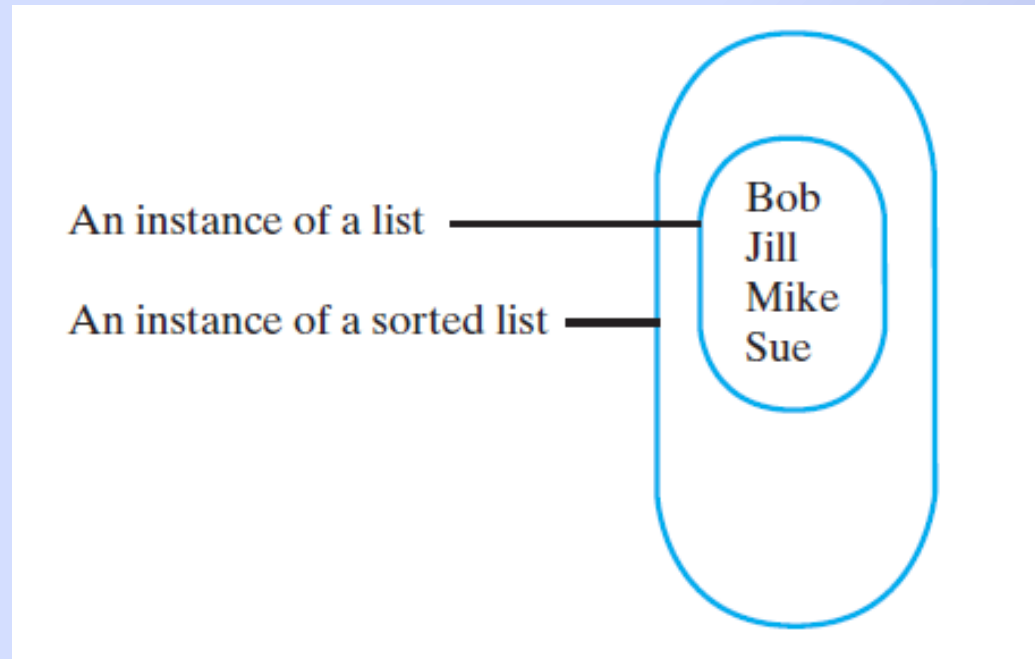 An instance of a list
An instance of a sorted list
Bob
Jill
Mike
Sue